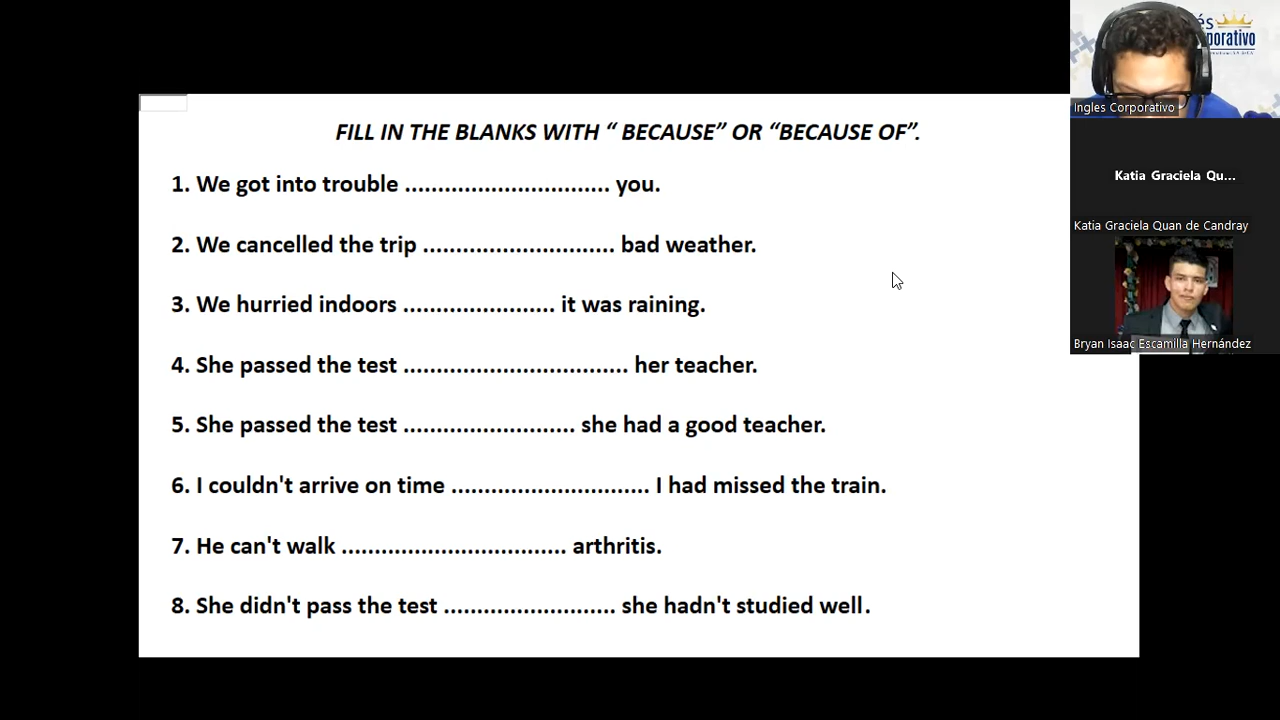 FILL IN THE BLANKS WITH “ BECAUSE” OR “BECAUSE OF”.
1. We got into trouble ............................... you.
2. We cancelled the trip ............................. bad weather.
3. We hurried indoors ....................... it was raining.
4. She passed the test .................................. her teacher.
5. She passed the test .......................... she had a good teacher.
6. I couldn't arrive on time .............................. I had missed the train.
7. He can't walk .................................. arthritis.
8. She didn't pass the test .......................... she hadn't studied well.
Ingles Corporativo
Katia Graciela Qu...
Katia Graciela Quan de Candray
Bryan Isaac Escamilla Hernández